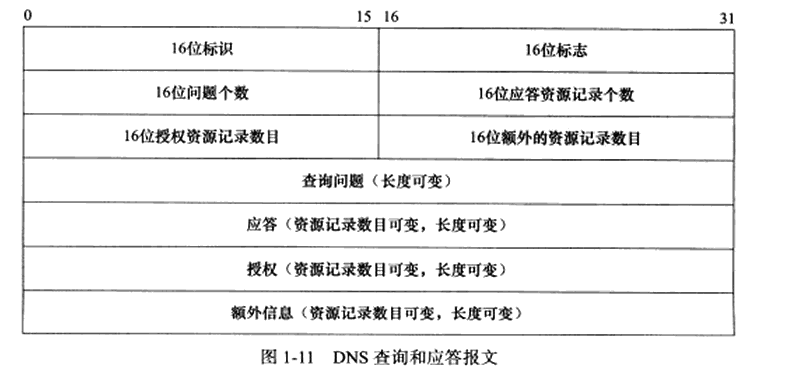 0 15 16 31
16位标识 16位标志
16位问题个数 16位应答资源记录个数
16位授权资源记录数目 16位额外的资源记录数目
查询问题（长度可变）
应答（资源记录数目可变，长度可变）
授权（资源记录数目可变，长度可变）
额外信息（资源记录数目可变，长度可变）
图 1-11 DNS 查询和应答报文